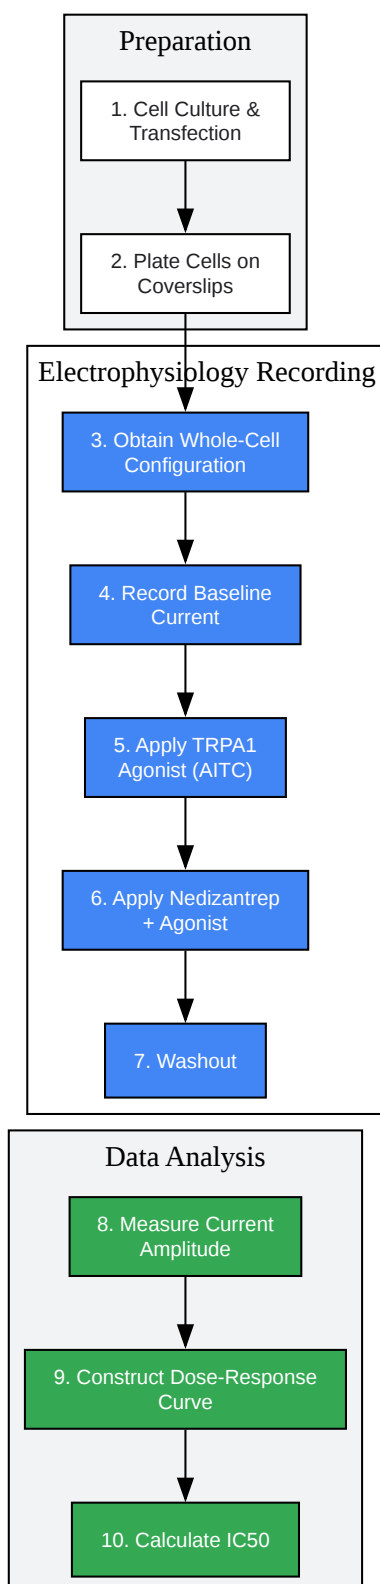 Preparation
1. Cell Culture &
Transfection
2. Plate Cells on
Coverslips
Electrophysiology Recording
3. Obtain Whole-Cell
Configuration
4. Record Baseline
Current
5. Apply TRPA1
Agonist (AITC)
6. Apply Nedizantrep
+ Agonist
7. Washout
Data Analysis
8. Measure Current
Amplitude
9. Construct Dose-Response
Curve
10. Calculate IC50